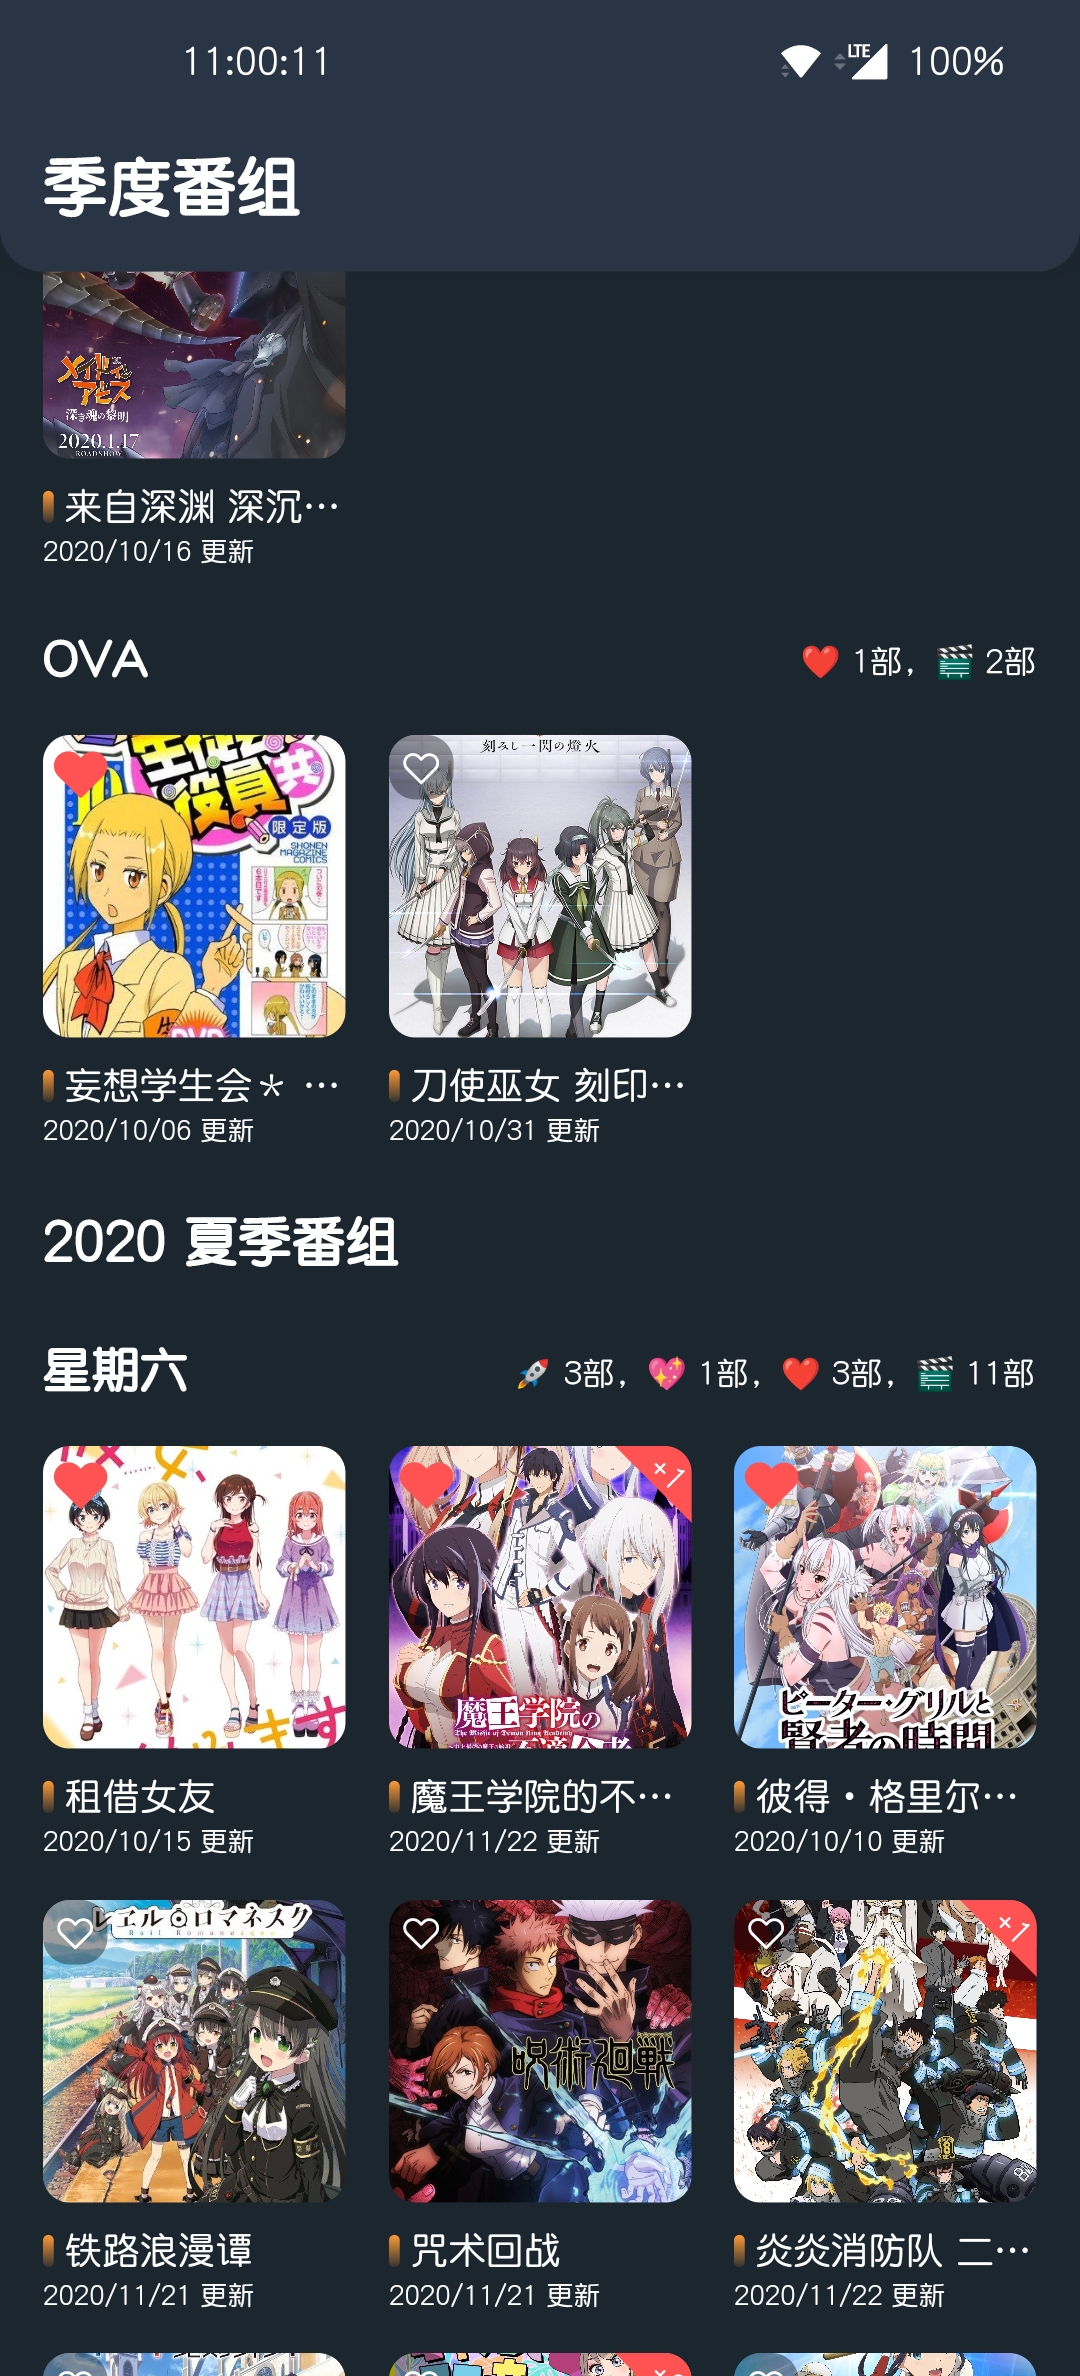 11:00:11
LTE 100%
季度番组
メイドイン
アビス
深き魂の黎明
2020.1.17
ROADSHOW
来自深渊 深沉…
2020/10/16 更新
OVA
❤️ 1部，🎬 2部
役員共
限定版
SHONEN
MAGAZINE
COMICS
刻みし一閃の燈火
妄想学生会＊ …
2020/10/06 更新
刀使巫女 刻印…
2020/10/31 更新
2020 夏季番组
星期六
🚀 3部，💖 1部，❤️ 3部，🎬 11部
×1
魔王学院の
The Misfit of Demon King Academy
ピーター・グリルと
賢者の時間
租借女友
2020/10/15 更新
魔王学院的不…
2020/11/22 更新
彼得・格里尔…
2020/10/10 更新
レヱル・ロマネスク
Rail Romanesque
呪術廻戦
×1
铁路浪漫谭
2020/11/21 更新
咒术回战
2020/11/21 更新
炎炎消防队 二…
2020/11/22 更新